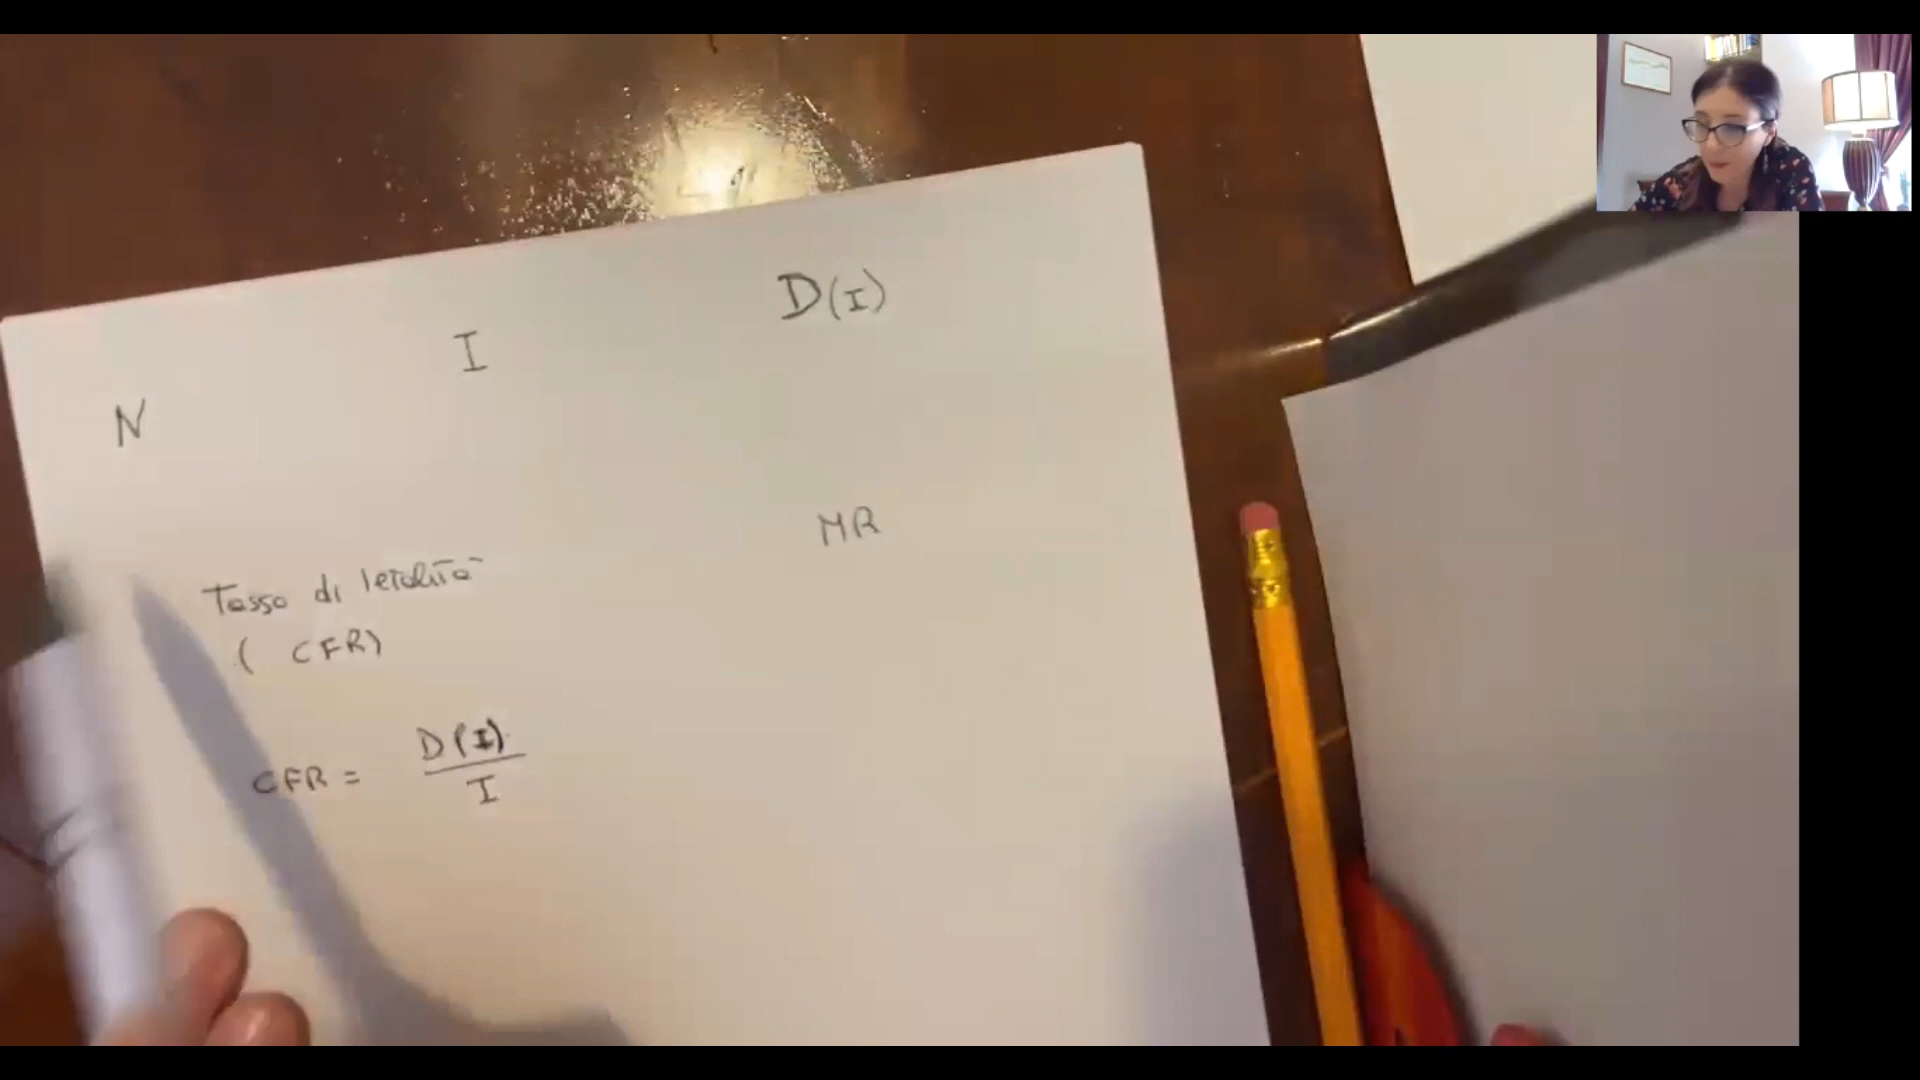 D(I)
I
N
MR
Tasso di letalità
( CFR)
CFR = D(I)
I